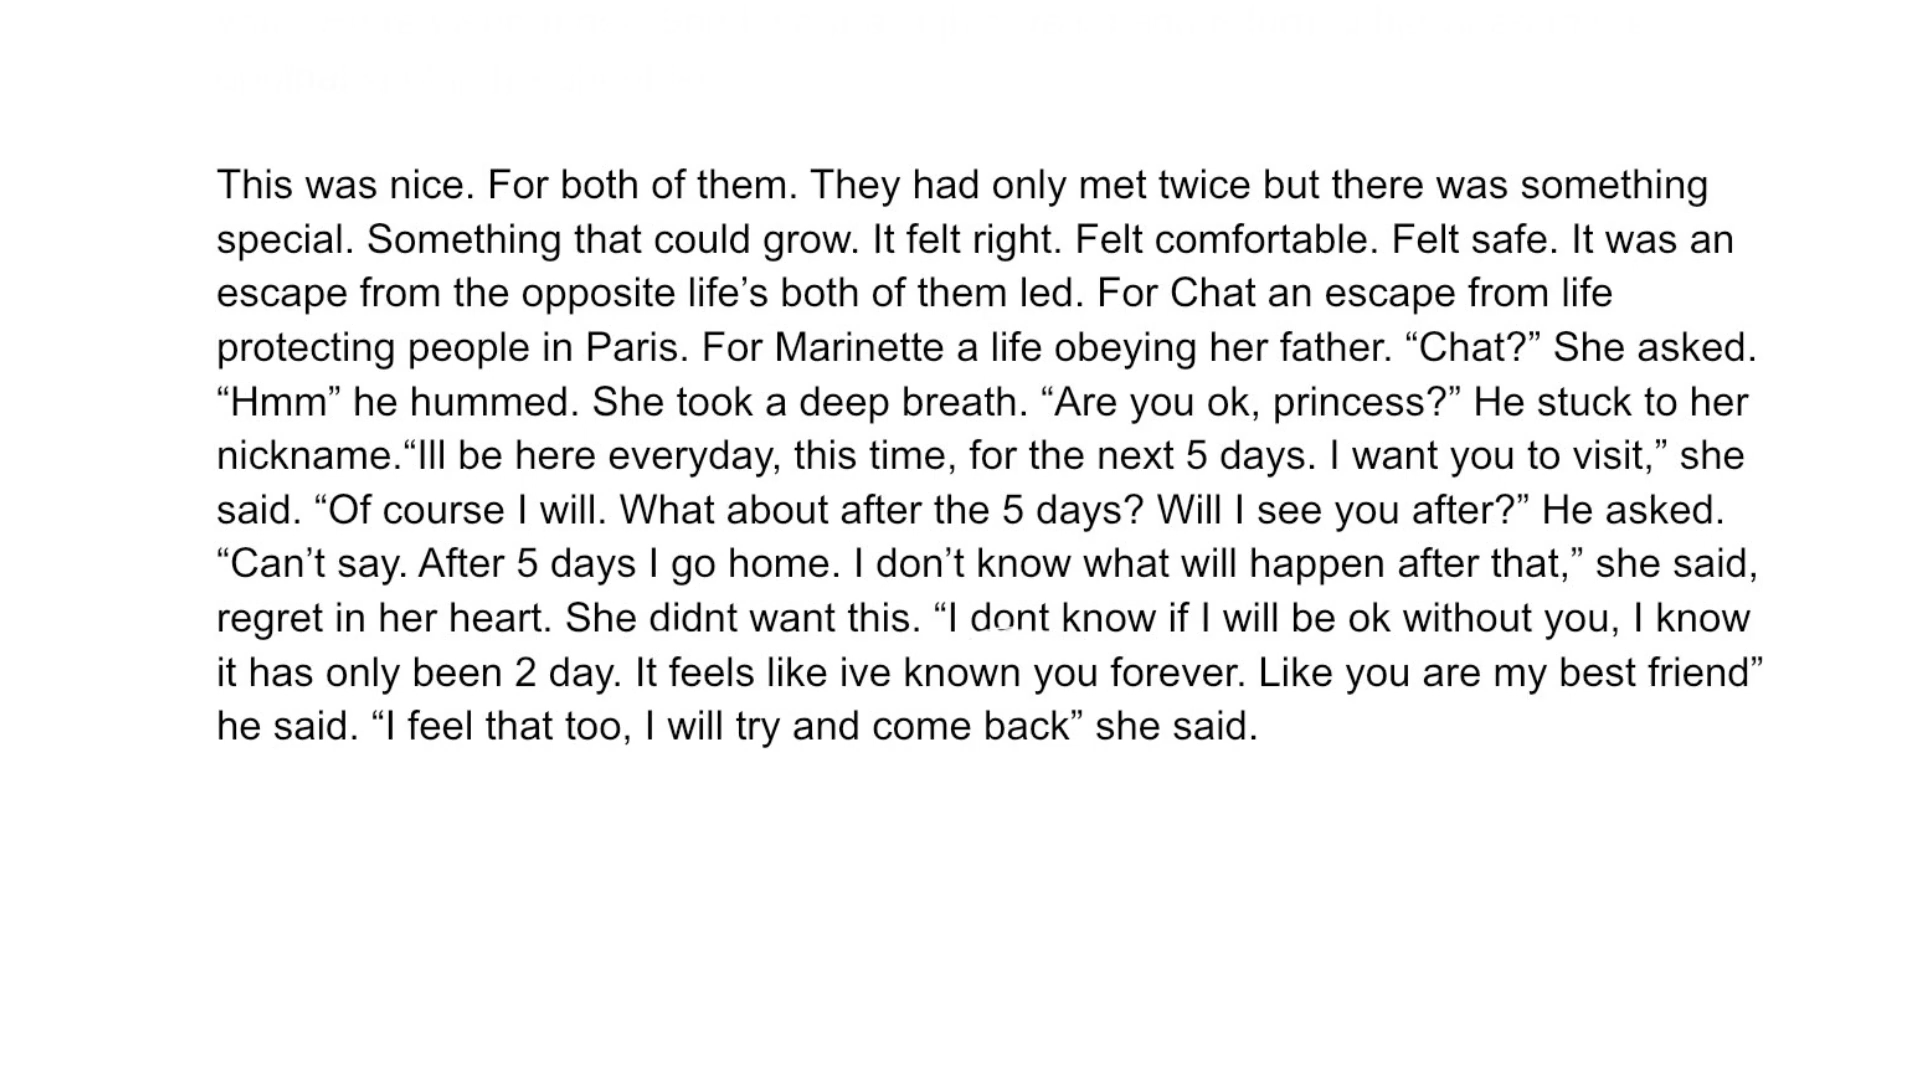 This was nice. For both of them. They had only met twice but there was something
special. Something that could grow. It felt right. Felt comfortable. Felt safe. It was an
escape from the opposite life’s both of them led. For Chat an escape from life
protecting people in Paris. For Marinette a life obeying her father. “Chat?” She asked.
“Hmm” he hummed. She took a deep breath. “Are you ok, princess?” He stuck to her
nickname.“Ill be here everyday, this time, for the next 5 days. I want you to visit,” she
said. “Of course I will. What about after the 5 days? Will I see you after?” He asked.
“Can’t say. After 5 days I go home. I don’t know what will happen after that,” she said,
regret in her heart. She didnt want this. “I dont know if I will be ok without you, I know
it has only been 2 day. It feels like ive known you forever. Like you are my best friend”
he said. “I feel that too, I will try and come back” she said.